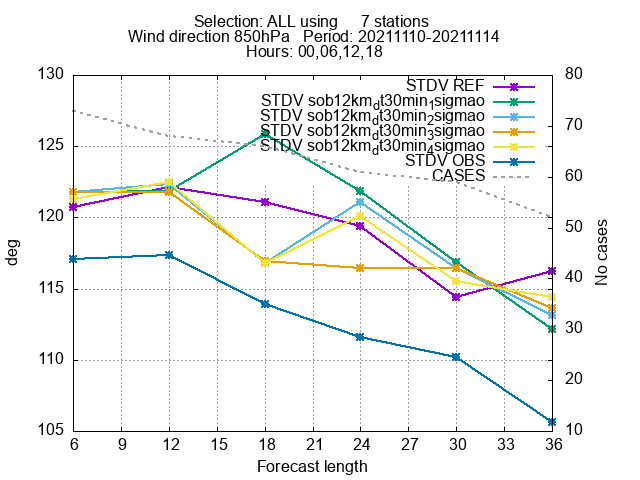 Selection: ALL using 7 stations
Wind direction 850hPa Period: 20211110-20211114
Hours: 00,06,12,18
130
125
120
115
110
105
deg
80
70
60
50
40
30
20
10
No cases
STDV REF
STDV sob12km_dt30min_1sigmao
STDV sob12km_dt30min_2sigmao
STDV sob12km_dt30min_3sigmao
STDV sob12km_dt30min_4sigmao
STDV OBS
CASES
6 9 12 15 18 21 24 27 30 33 36
Forecast length